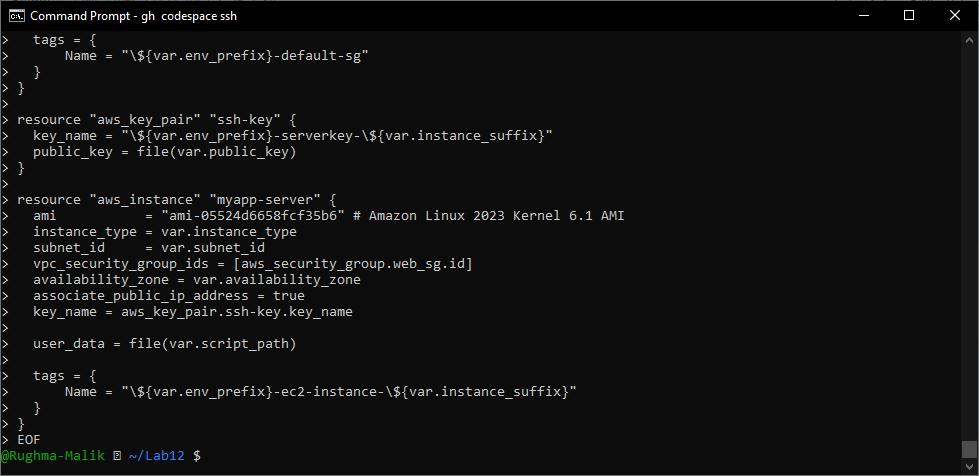 Command Prompt - gh  codespace ssh
>   tags = {
>       Name = "\${var.env_prefix}-default-sg"
>   }
> }
>
> resource "aws_key_pair" "ssh-key" {
>   key_name = "\${var.env_prefix}-serverkey-\${var.instance_suffix}"
>   public_key = file(var.public_key)
> }
>
> resource "aws_instance" "myapp-server" {
>   ami           = "ami-05524d6658fcf35b6" # Amazon Linux 2023 Kernel 6.1 AMI
>   instance_type = var.instance_type
>   subnet_id     = var.subnet_id
>   vpc_security_group_ids = [aws_security_group.web_sg.id]
>   availability_zone = var.availability_zone
>   associate_public_ip_address = true
>   key_name = aws_key_pair.ssh-key.key_name
>
>   user_data = file(var.script_path)
>
>   tags = {
>       Name = "\${var.env_prefix}-ec2-instance-\${var.instance_suffix}"
>   }
> }
> EOF
@Rughma-Malik ~/Lab12 $